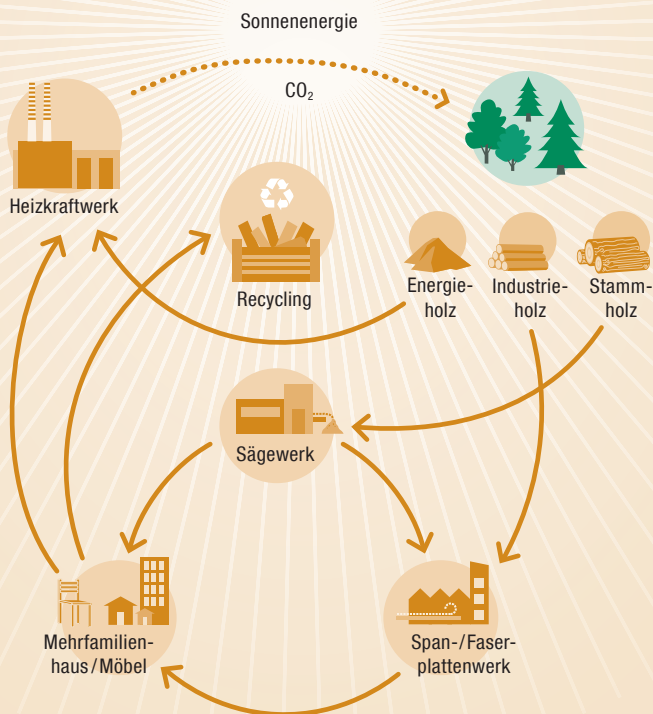 Sonnenenergie
CO₂
Heizkraftwerk
Recycling
Energie-
holz
Industrie-
holz
Stamm-
holz
Sägewerk
Mehrfamilien-
haus/Möbel
Span-/Faser-
plattenwerk